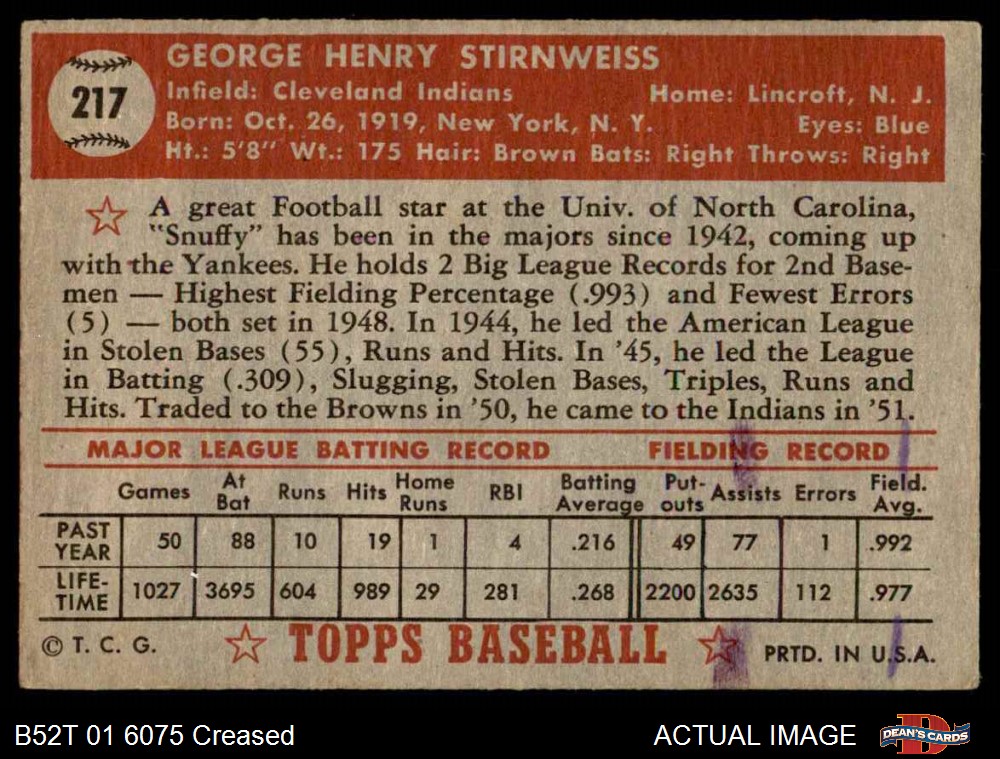 GEORGE HENRY STIRNWEISS
217
Infield: Cleveland Indians Home: Lincroft, N. J.
Born: Oct. 26, 1919, New York, N. Y. Eyes: Blue
Ht.: 5'8" Wt.: 175 Hair: Brown Bats: Right Throws: Right
A great Football star at the Univ. of North Carolina,
"Snuffy" has been in the majors since 1942, coming up
with the Yankees. He holds 2 Big League Records for 2nd Base-
men — Highest Fielding Percentage (.993) and Fewest Errors
(5) — both set in 1948. In 1944, he led the American League
in Stolen Bases (55), Runs and Hits. In '45, he led the League
in Batting (.309), Slugging, Stolen Bases, Triples, Runs and
Hits. Traded to the Browns in '50, he came to the Indians in '51.
MAJOR LEAGUE BATTING RECORD FIELDING RECORD
Games At Bat Runs Hits Home Runs RBI Batting Average Put-outs Assists Errors Field. Avg.
PAST YEAR 50 88 10 19 1 4 .216 49 77 1 .992
LIFE-TIME 1027 3695 604 989 29 281 .268 2200 2635 112 .977
© T. C. G. TOPPS BASEBALL PRTD. IN U.S.A.
B52T 01 6075 Creased ACTUAL IMAGE DEAN'S CARDS